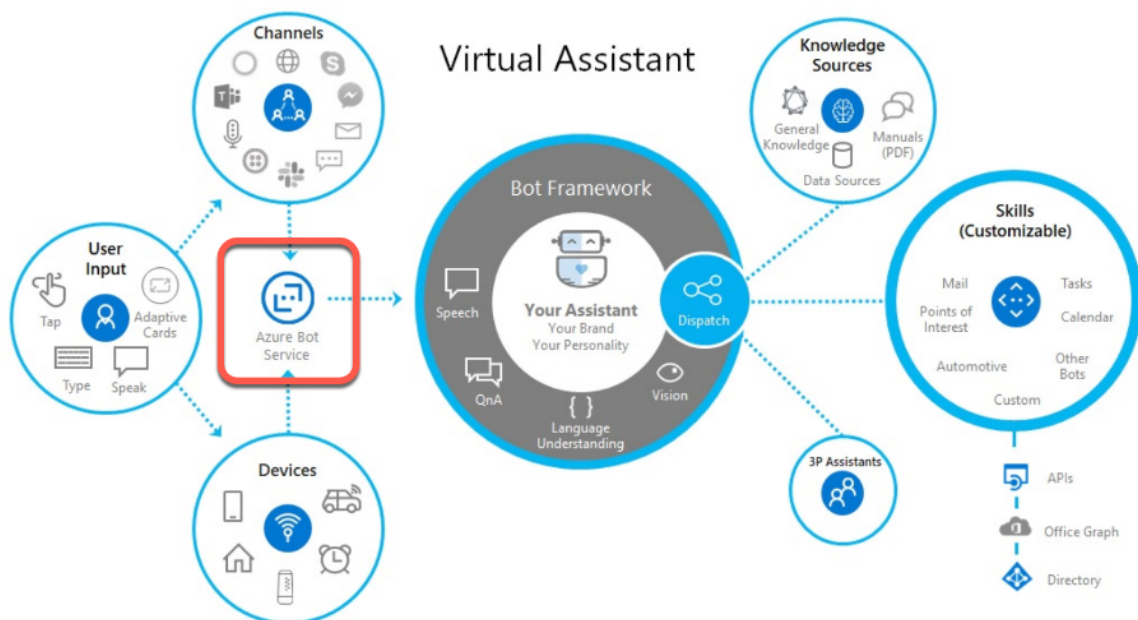 Virtual Assistant
Channels
User
Input
Tap
Adaptive
Cards
Type
Speak
Azure Bot
Service
Devices
Bot Framework
Speech
Your Assistant
Your Brand
Your Personality
Dispatch
QnA
{ }
Language
Understanding
Vision
Knowledge
Sources
General
Knowledge
Manuals
(PDF)
Data Sources
Skills
(Customizable)
Mail
Tasks
Points of
Interest
Calendar
Automotive
Other
Bots
Custom
3P Assistants
APIs
Office Graph
Directory